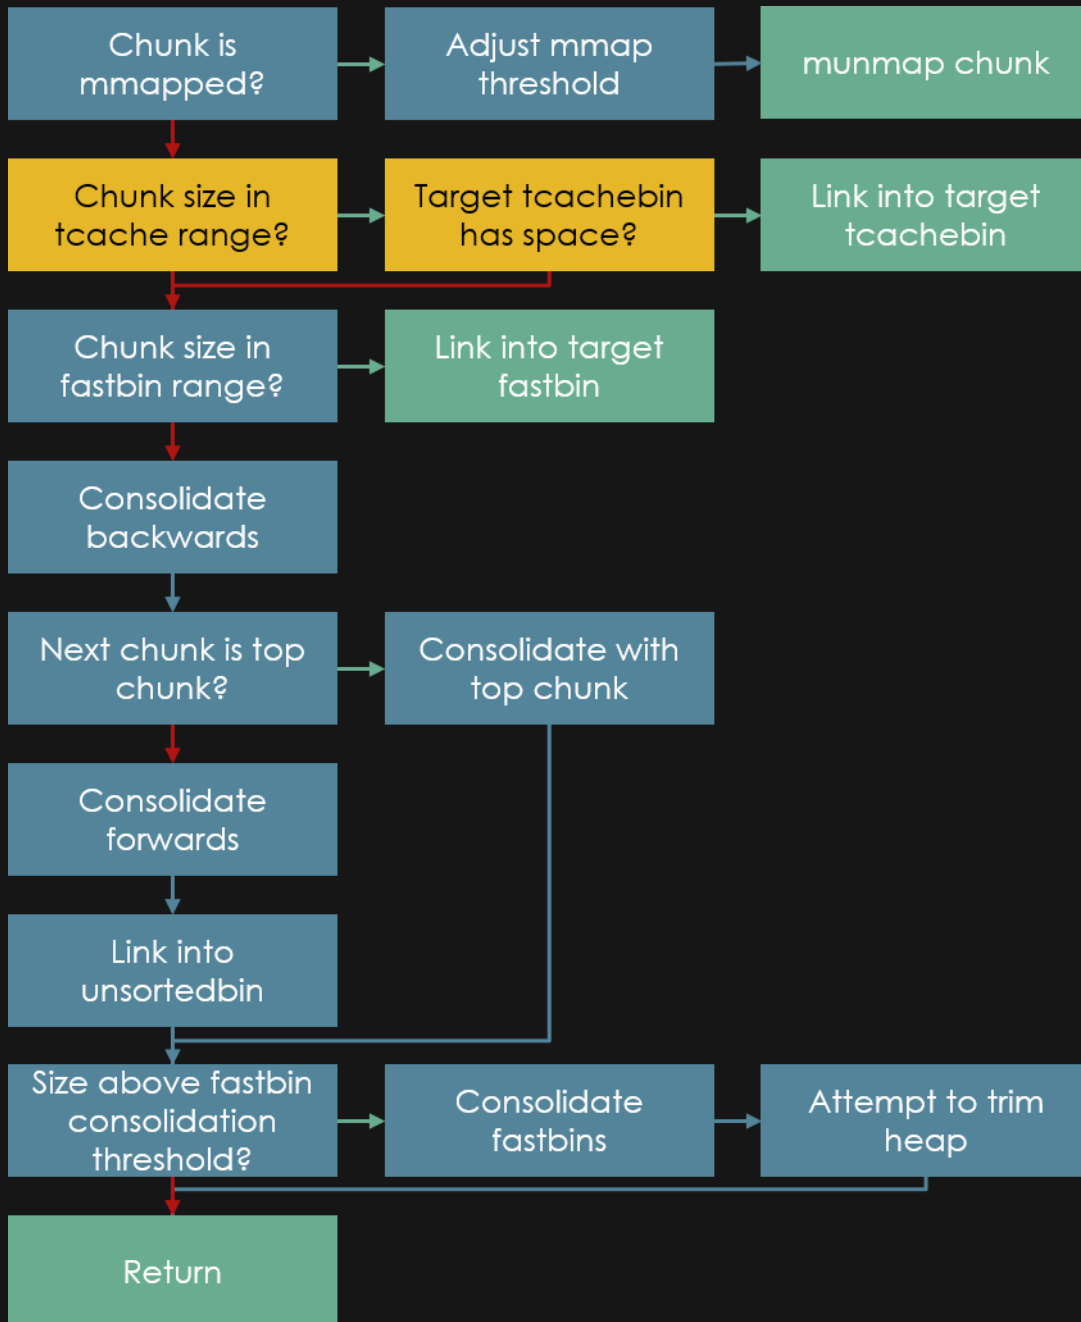 Chunk is
mmapped?
Adjust mmap
threshold
munmap chunk
Chunk size in
tcache range?
Target tcachebin
has space?
Link into target
tcachebin
Chunk size in
fastbin range?
Link into target
fastbin
Consolidate
backwards
Next chunk is top
chunk?
Consolidate with
top chunk
Consolidate
forwards
Link into
unsortedbin
Size above fastbin
consolidation
threshold?
Consolidate
fastbins
Attempt to trim
heap
Return